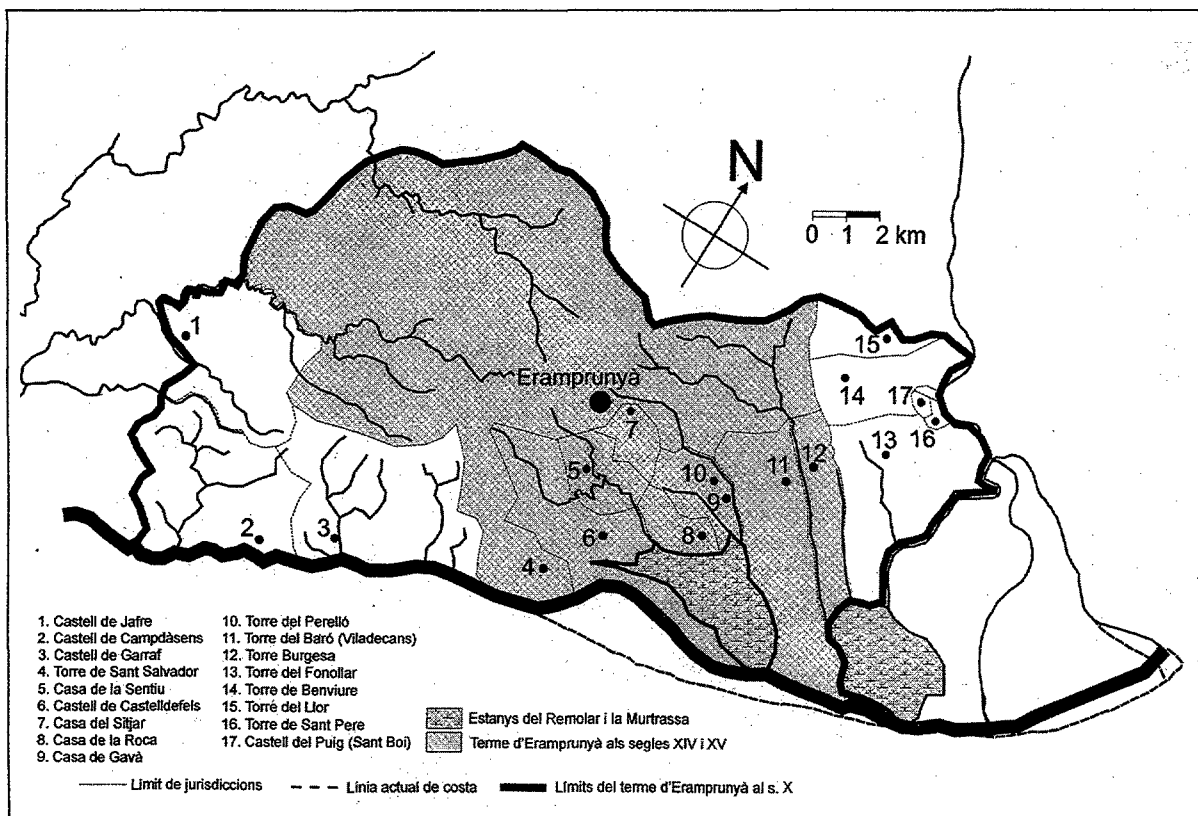 N
0 1 2 km
1
15
14
17
16
Eramprunyà
7
13
5
10
11
12
9
2
3
6
8
4
1. Castell de Jafre
2. Castell de Campdàsens
3. Castell de Garraf
4. Torre de Sant Salvador
5. Casa de la Sentiu
6. Castell de Castelldefels
7. Casa del Sitjar
8. Casa de la Roca
9. Casa de Gavà
10. Torre del Perelló
11. Torre del Baró (Viladecans)
12. Torre Burgesa
13. Torre del Fonollar
14. Torre de Benviure
15. Torre del Llor
16. Torre de Sant Pere
17. Castell del Puig (Sant Boi)
Estanys del Remolar i la Murtrassa
Terme d'Eramprunyà als segles XIV i XV
Límit de jurisdiccions
Línia actual de costa
Límits del terme d'Eramprunyà al s. X